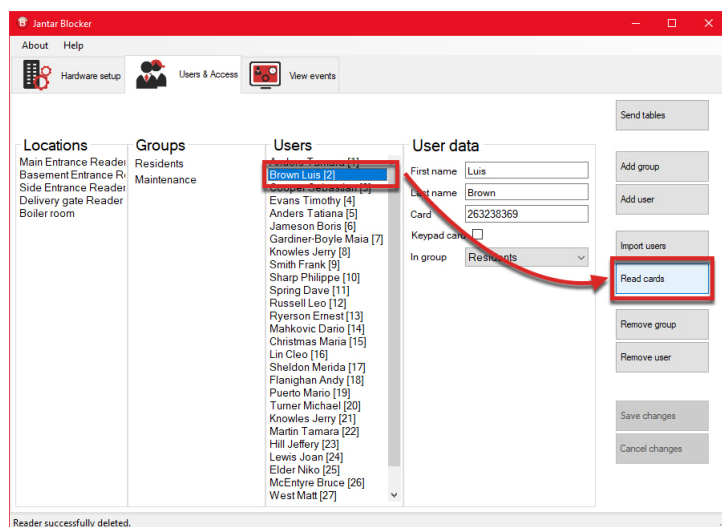 Jantar Blocker
About Help
Hardware setup
Users & Access
View events
Send tables
Locations
Main Entrance Reader
Basement Entrance R
Side Entrance Reader
Delivery gate Reader
Boiler room
Groups
Residents
Maintenance
Users
Anders Tamara [1]
Brown Luis [2]
Cooper Sebastian [3]
Evans Timothy [4]
Anders Tatiana [5]
Jameson Boris [6]
Gardiner-Boyle Maia [7]
Knowles Jerry [8]
Smith Frank [9]
Sharp Philippe [10]
Spring Dave [11]
Russell Leo [12]
Ryerson Ernest [13]
Mahkovic Dario [14]
Christmas Maria [15]
Lin Cleo [16]
Sheldon Merida [17]
Flanighan Andy [18]
Puerto Mario [19]
Turner Michael [20]
Knowles Jerry [21]
Martin Tamara [22]
Hill Jeffery [23]
Lewis Joan [24]
Elder Niko [25]
McEntyre Bruce [26]
West Matt [27]
User data
First name Luis
Last name Brown
Card 263238369
Keypad card
In group Residents
Add group
Add user
Import users
Read cards
Remove group
Remove user
Save changes
Cancel changes
Reader successfully deleted.